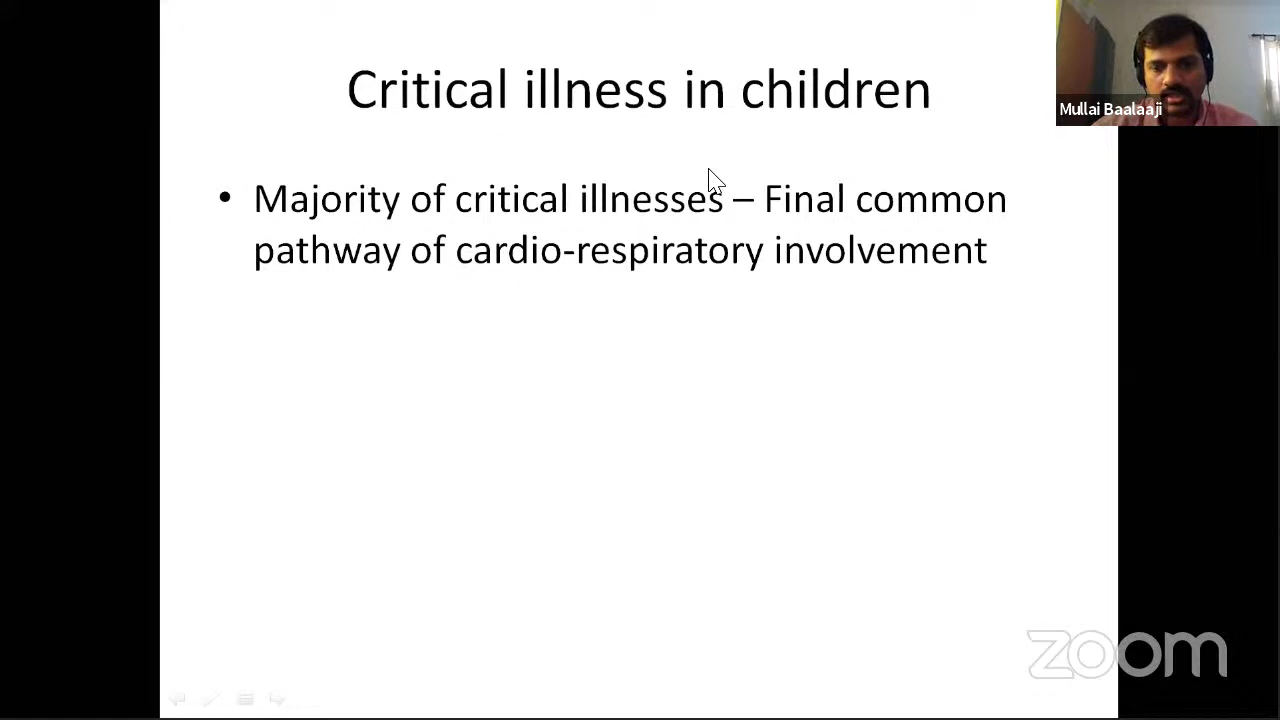 Critical illness in children
Mullai Baalaaji
• Majority of critical illnesses – Final common
pathway of cardio-respiratory involvement
zoom